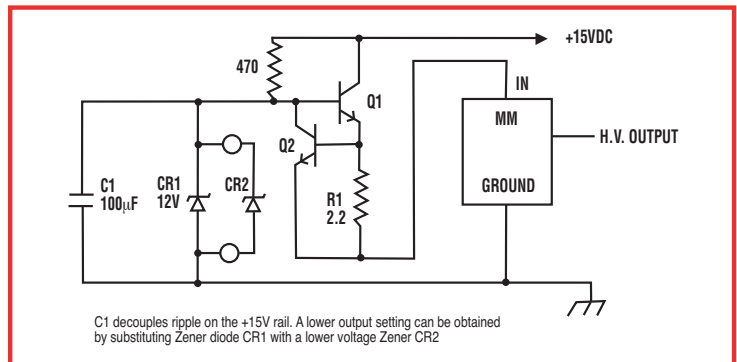 +15VDC
470
Q1
IN
MM
Q2
H.V. OUTPUT
C1
100μF
CR1
12V
CR2
R1
2.2
GROUND
C1 decouples ripple on the +15V rail. A lower output setting can be obtained
by substituting Zener diode CR1 with a lower voltage Zener CR2